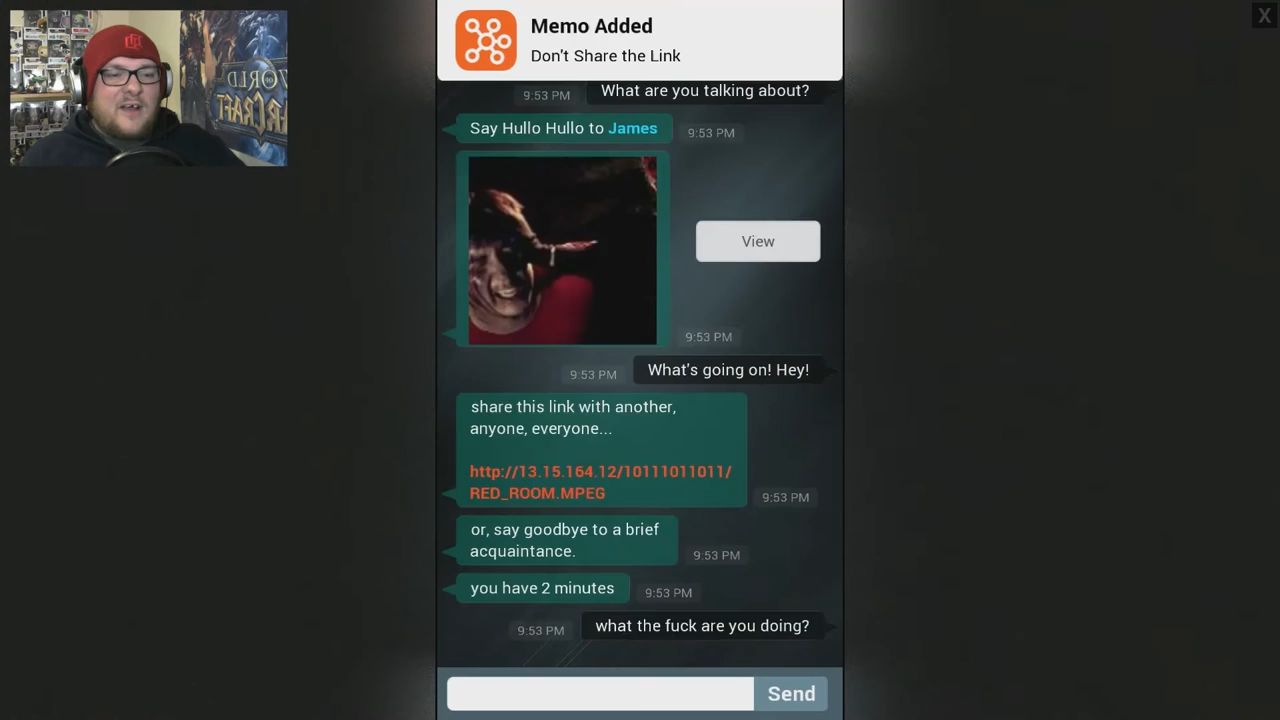 X
WORLD
OF
WARCRAFT
Memo Added
Don't Share the Link
9:53 PM What are you talking about?
Say Hullo Hullo to James 9:53 PM
View
9:53 PM
9:53 PM What's going on! Hey!
share this link with another,
anyone, everyone...
http://13.15.164.12/10111011011/
RED_ROOM.MPEG
9:53 PM
or, say goodbye to a brief
acquaintance.
9:53 PM
you have 2 minutes 9:53 PM
9:53 PM what the fuck are you doing?
Send